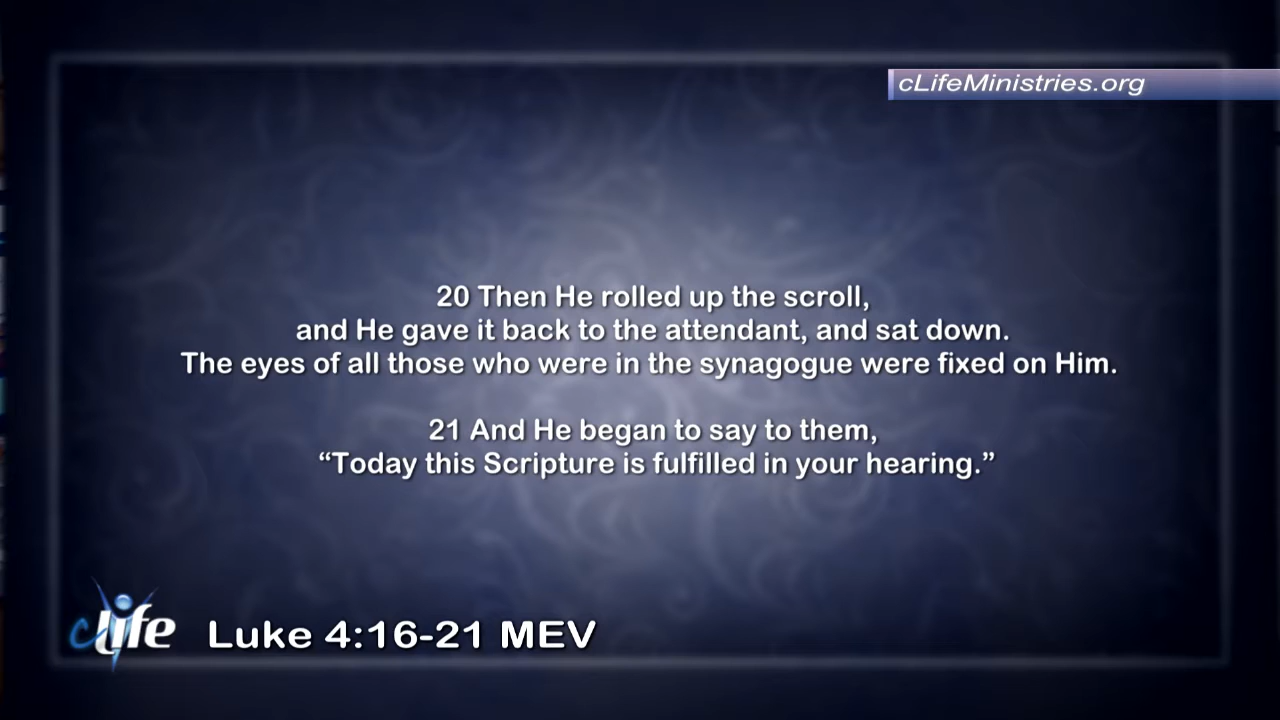 cLifeMinistries.org
20 Then He rolled up the scroll,
and He gave it back to the attendant, and sat down.
The eyes of all those who were in the synagogue were fixed on Him.
21 And He began to say to them,
“Today this Scripture is fulfilled in your hearing.”
cLife
Luke 4:16-21 MEV